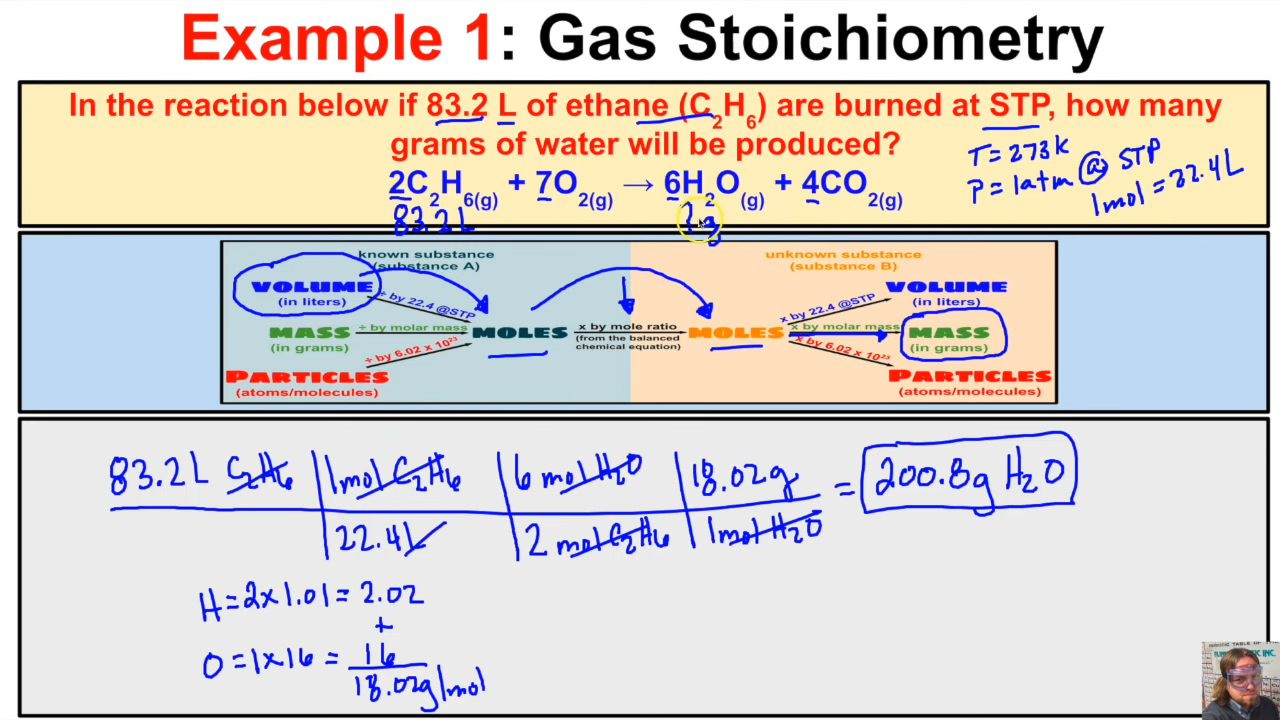 Example 1: Gas Stoichiometry
In the reaction below if 83.2 L of ethane (C₂H₆) are burned at STP, how many
grams of water will be produced?
T = 273k
P = 1atm @ STP
1mol = 22.4L
2C₂H₆(g) + 7O₂(g) → 6H₂O(g) + 4CO₂(g)
83.2L ? g
known substance
(substance A)
unknown substance
(substance B)
VOLUME
(in liters)
÷ by 22.4 @STP
x by 22.4 @STP
VOLUME
(in liters)
MASS
(in grams)
÷ by molar mass
MOLES
x by mole ratio
(from the balanced
chemical equation)
MOLES
x by molar mass
MASS
(in grams)
÷ by 6.02 x 10²³
x by 6.02 x 10²³
PARTICLES
(atoms/molecules)
PARTICLES
(atoms/molecules)
83.2L C₂H₆ | 1mol C₂H₆ | 6 mol H₂O | 18.02g = 200.8g H₂O
22.4L | 2 mol C₂H₆ | 1mol H₂O
H = 2x1.01 = 2.02
+
O = 1x16 = 16
18.02g/mol